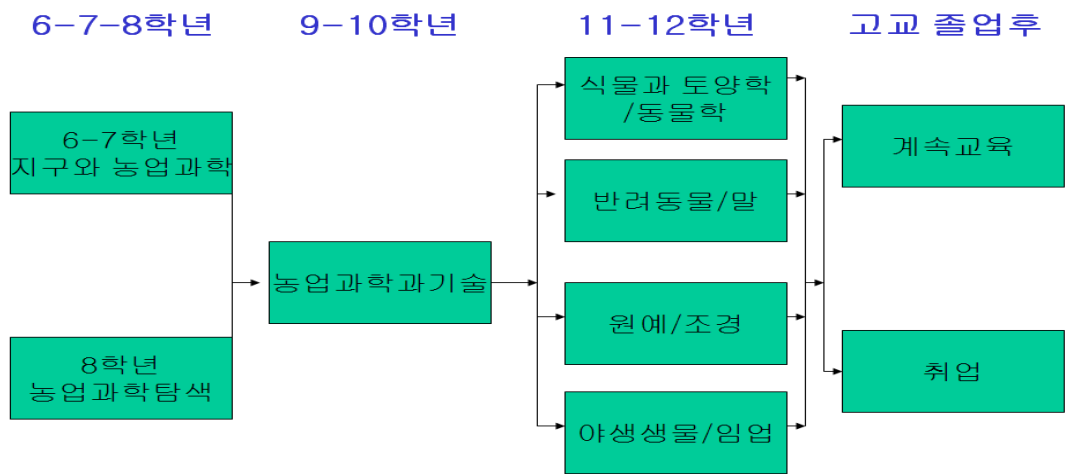 6-7-8학년
9-10학년
11-12학년
고교 졸업후
6-7학년
지구와 농업과학
8학년
농업과학탐색
농업과학과기술
식물과 토양학
/동물학
반려동물/말
원예/조경
야생생물/임업
계속교육
취업